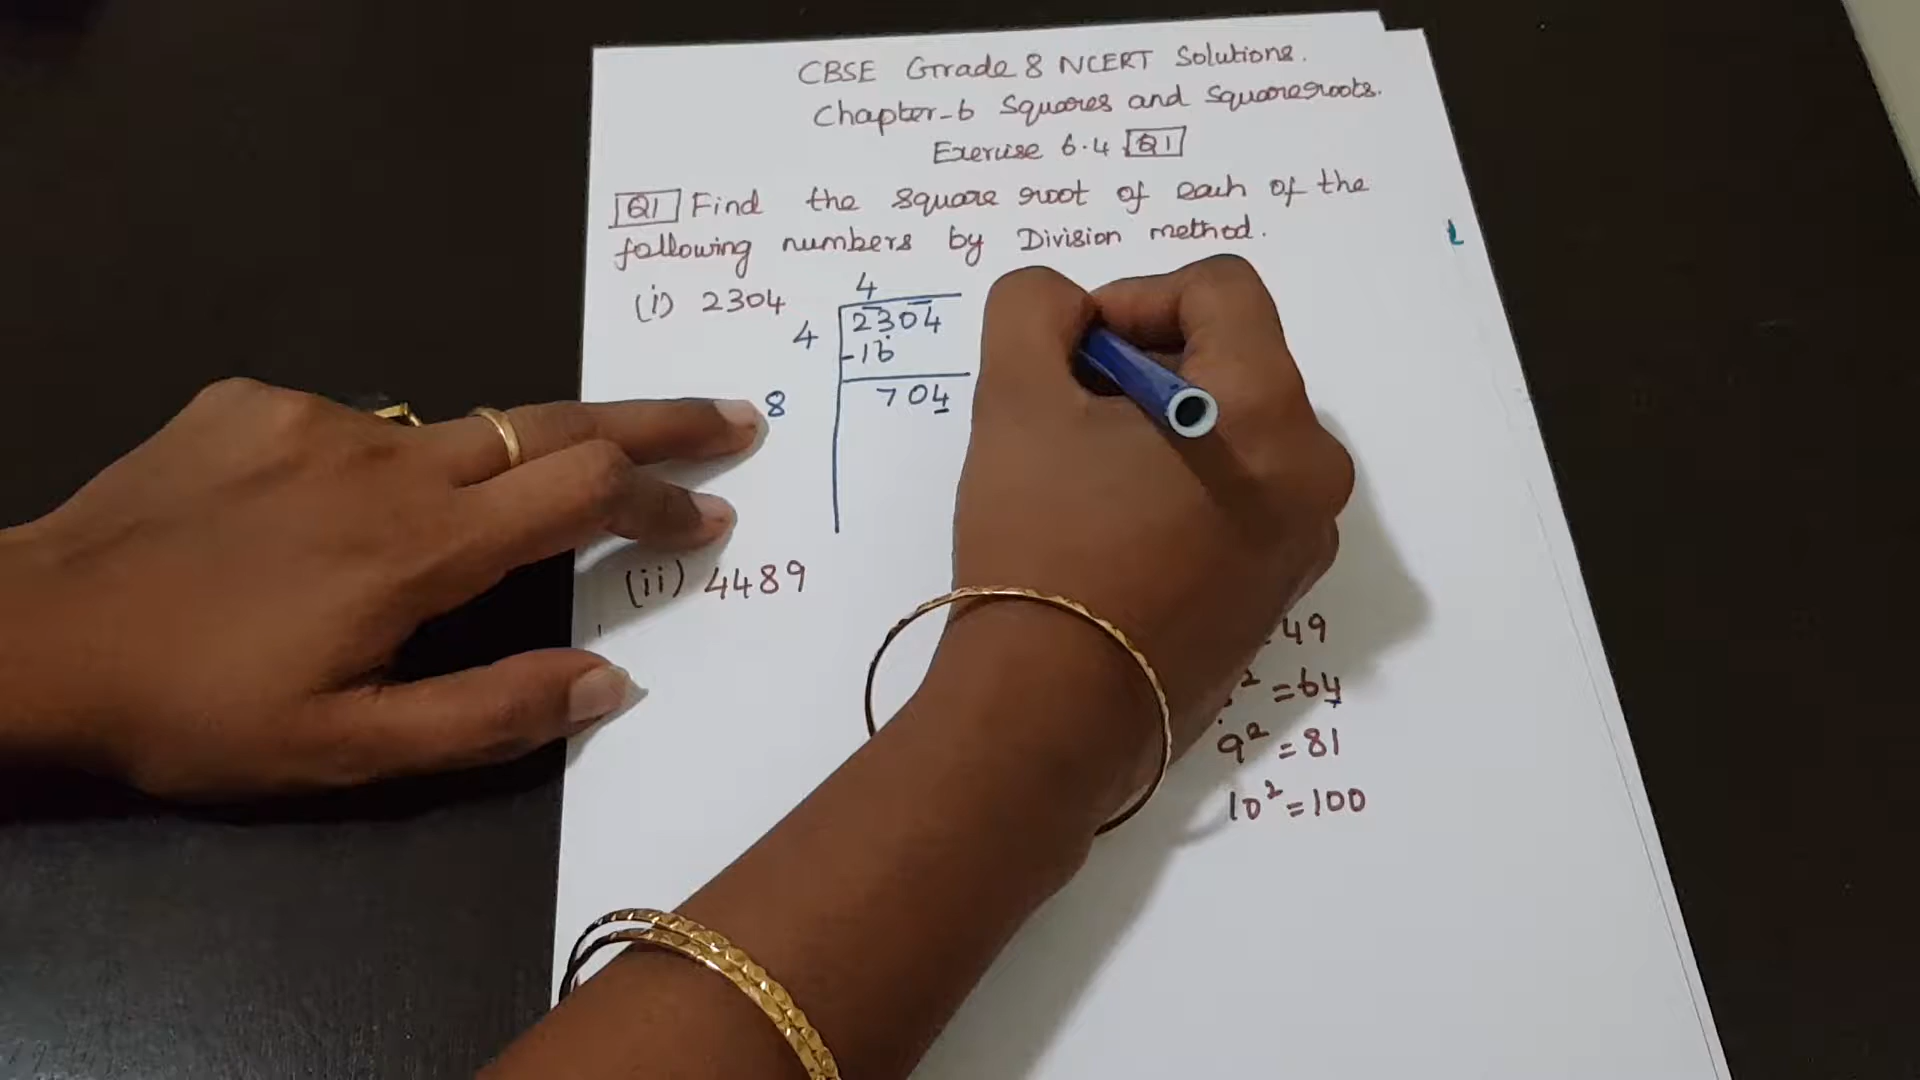 CBSE Grade 8 NCERT Solutions.
Chapter-6 Squares and Squareroots.
Exercise 6.4 Q1
Q1 Find the square root of each of the
following numbers by Division method.
(i) 2304
4
4 2304
-16
8 704
(ii) 4489
49
2 = 64
9² = 81
10² = 100